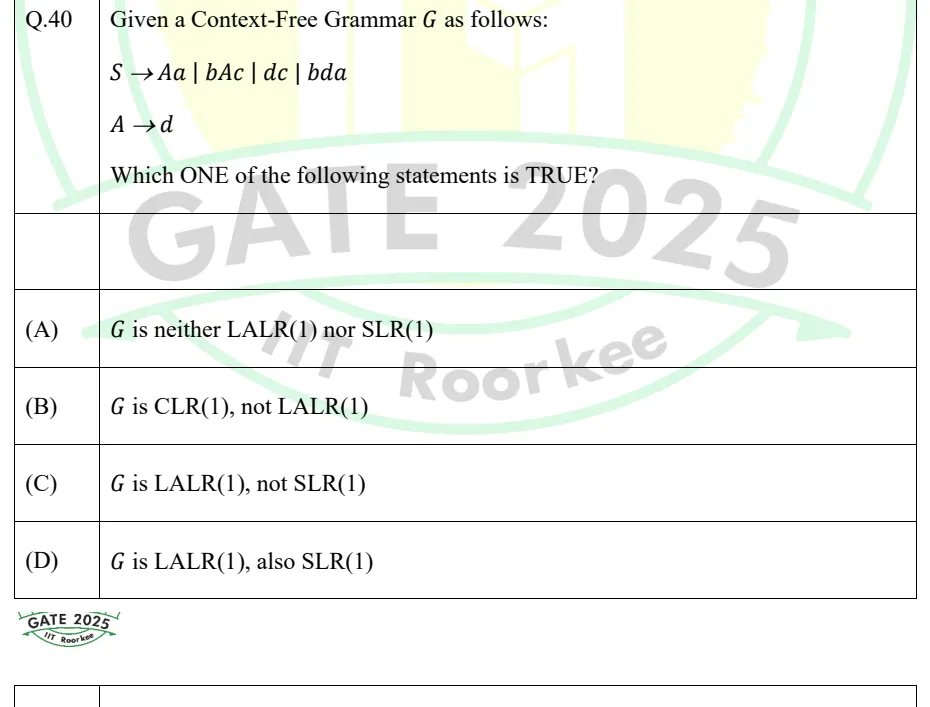 Q.40 Given a Context-Free Grammar G as follows:
S → Aa | bAc | dc | bda
A → d
Which ONE of the following statements is TRUE?
GATE 2025
IIT Roorkee
(A) G is neither LALR(1) nor SLR(1)
(B) G is CLR(1), not LALR(1)
(C) G is LALR(1), not SLR(1)
(D) G is LALR(1), also SLR(1)
GATE 2025
IIT Roorkee